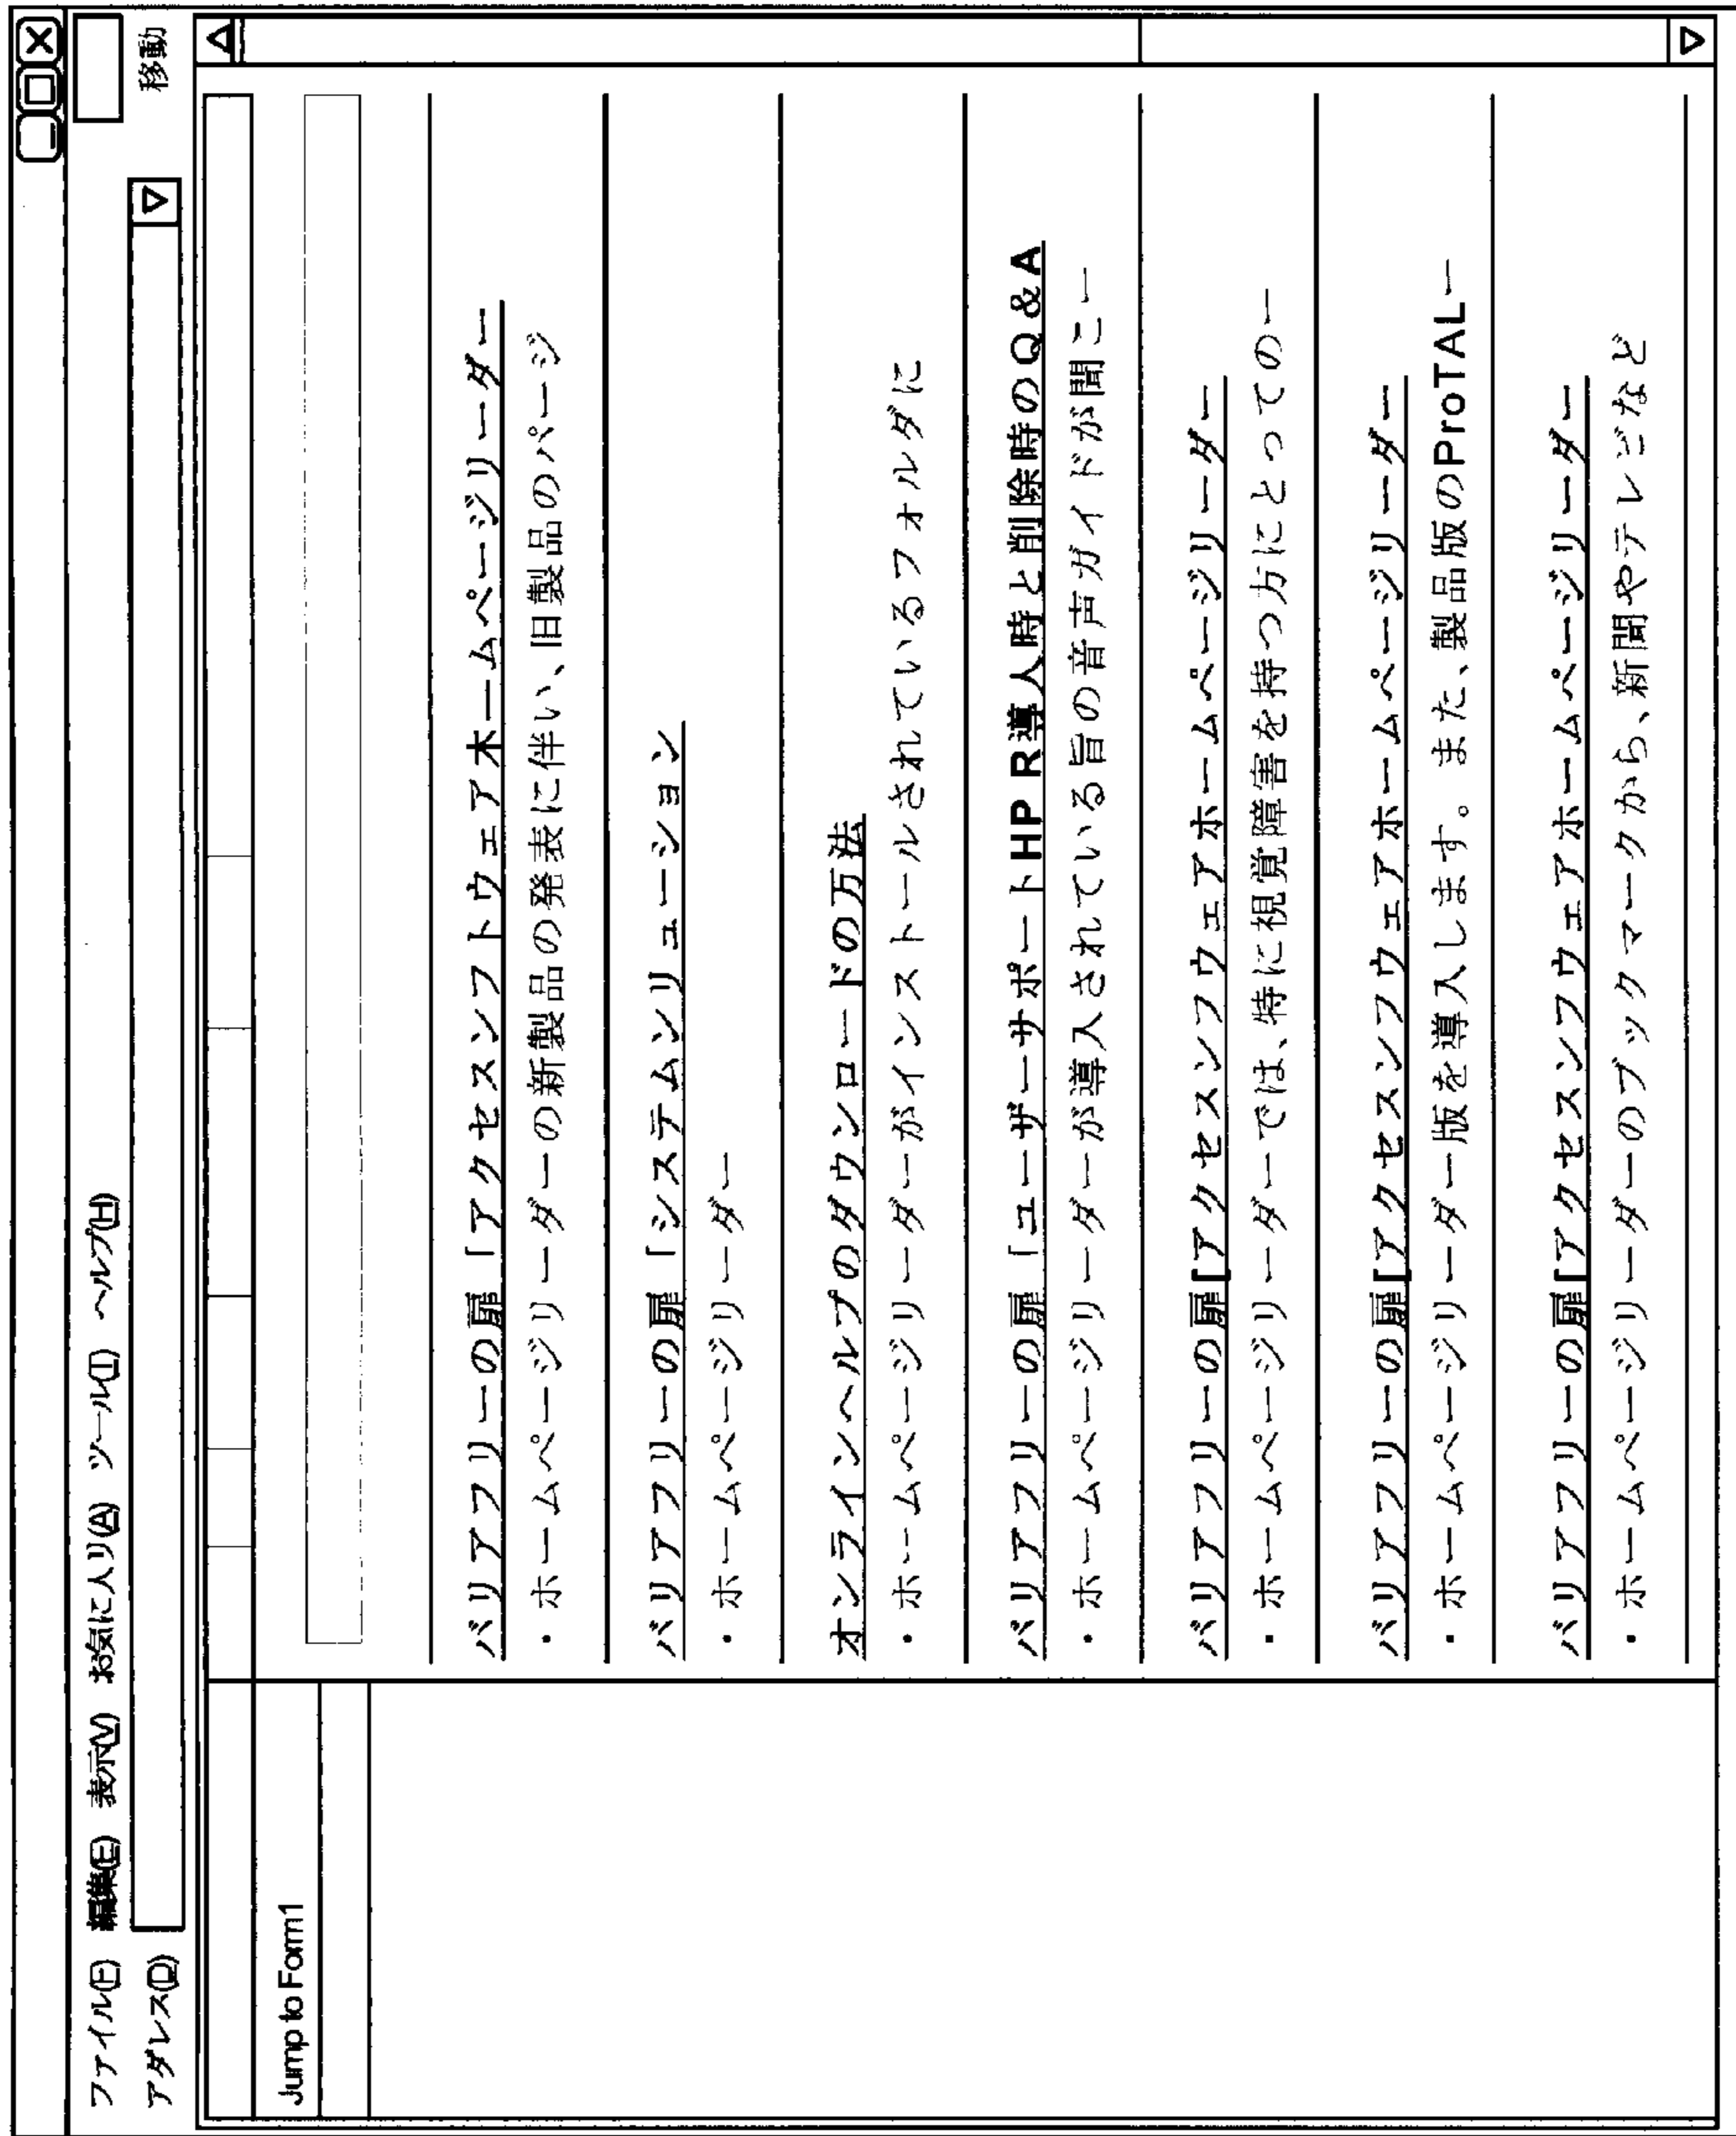 ファイル(F) 編集(E) 表示(V) お気に入り(A) ツール(T) ヘルプ(H)
アダレス(D) 移動
Jump to Form1
バリアフリーの扉「アクセスンフトウェア木ームページリーダー
・ホームページリーダーの新製品の発表に伴い、旧製品のページ
バリアフリーの扉「システムンリューション
・ホームページリーダー
オンラインヘルプのダウンロードの万法
・ホームページリーダーがインストールされているフォルダに
バリアフリーの扉「ユーザーサポートHP R導人時と削除時のQ&A
・ホームページリーダーが導入されている旨の音声ガイドが聞こー
バリアフリーの扉[アクセスンフウェアホームページリーダー
・ホームページリーダーでは、特に視覚障害を持つ方にとってのー
バリアフリーの扉[アクセスンフウェアホームページリーダー
・ホームページリーダー版を導入します。また、製品版のProTALー
バリアフリーの扉[アクセスンフウェアホームページリーダー
・ホームページリーダーのブックマークから、新聞やテレビなど